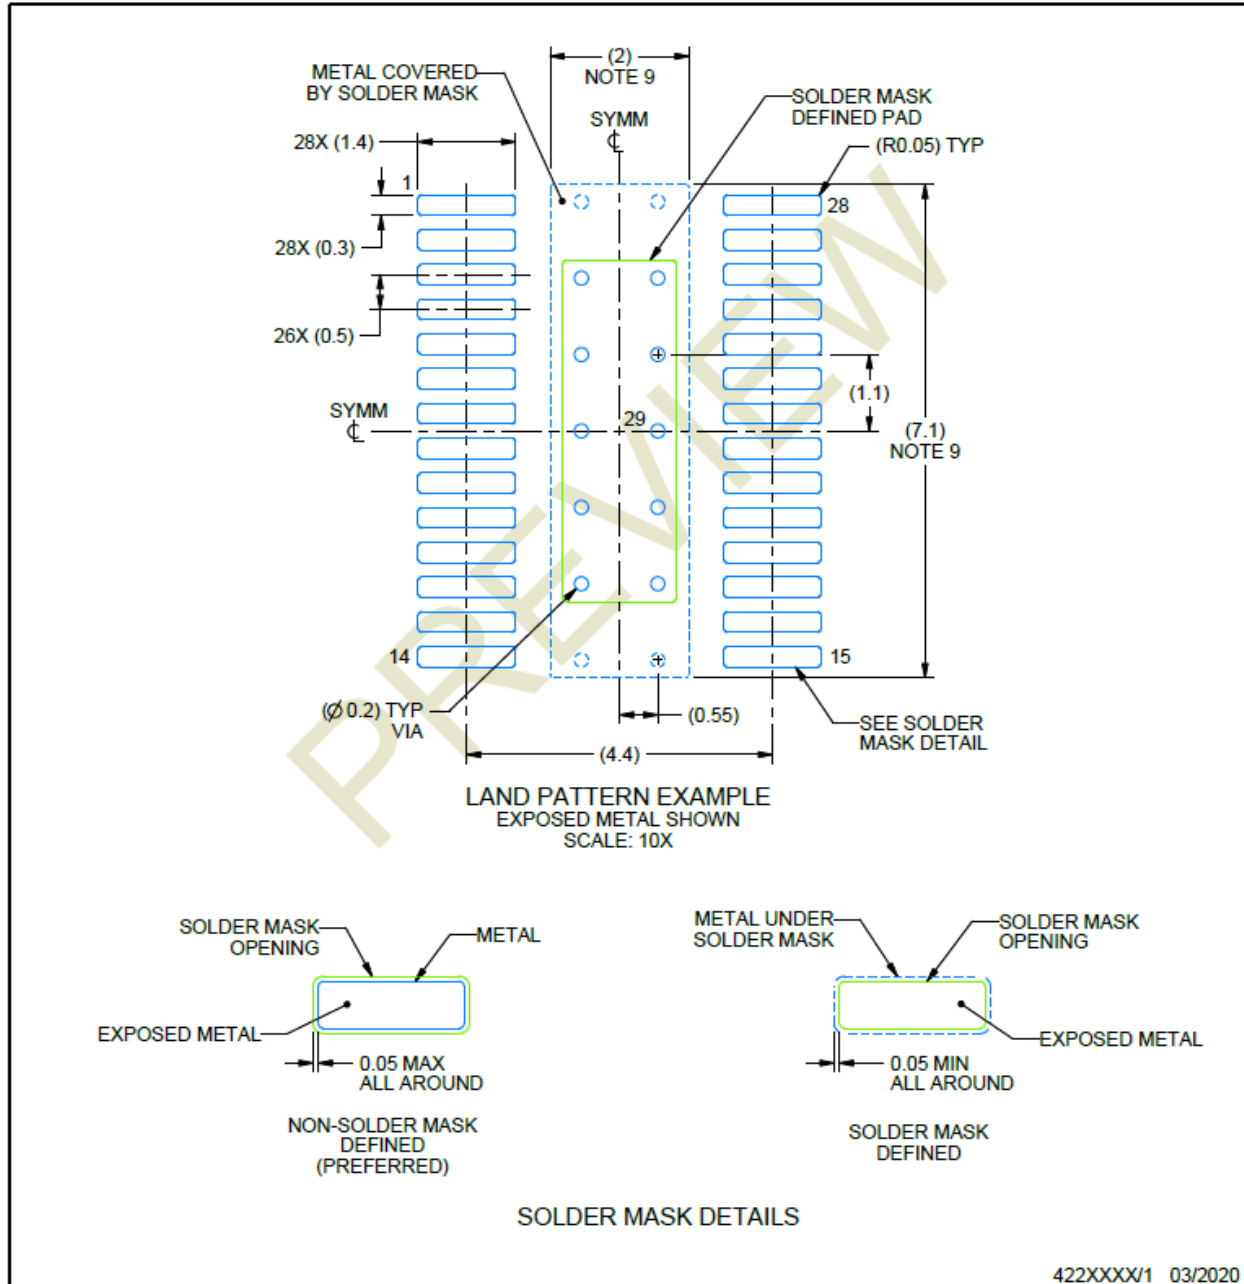 (2)
NOTE 9
METAL COVERED
BY SOLDER MASK
SOLDER MASK
DEFINED PAD
SYMM
℄
28X (1.4)
(R0.05) TYP
1
28
28X (0.3)
26X (0.5)
(1.1)
SYMM
℄
29
(7.1)
NOTE 9
14
15
(Ø 0.2) TYP
VIA
(0.55)
SEE SOLDER
MASK DETAIL
(4.4)
PREVIEW
LAND PATTERN EXAMPLE
EXPOSED METAL SHOWN
SCALE: 10X
SOLDER MASK
OPENING
METAL
EXPOSED METAL
0.05 MAX
ALL AROUND
NON-SOLDER MASK
DEFINED
(PREFERRED)
METAL UNDER
SOLDER MASK
SOLDER MASK
OPENING
EXPOSED METAL
0.05 MIN
ALL AROUND
SOLDER MASK
DEFINED
SOLDER MASK DETAILS
422XXXX/1 03/2020